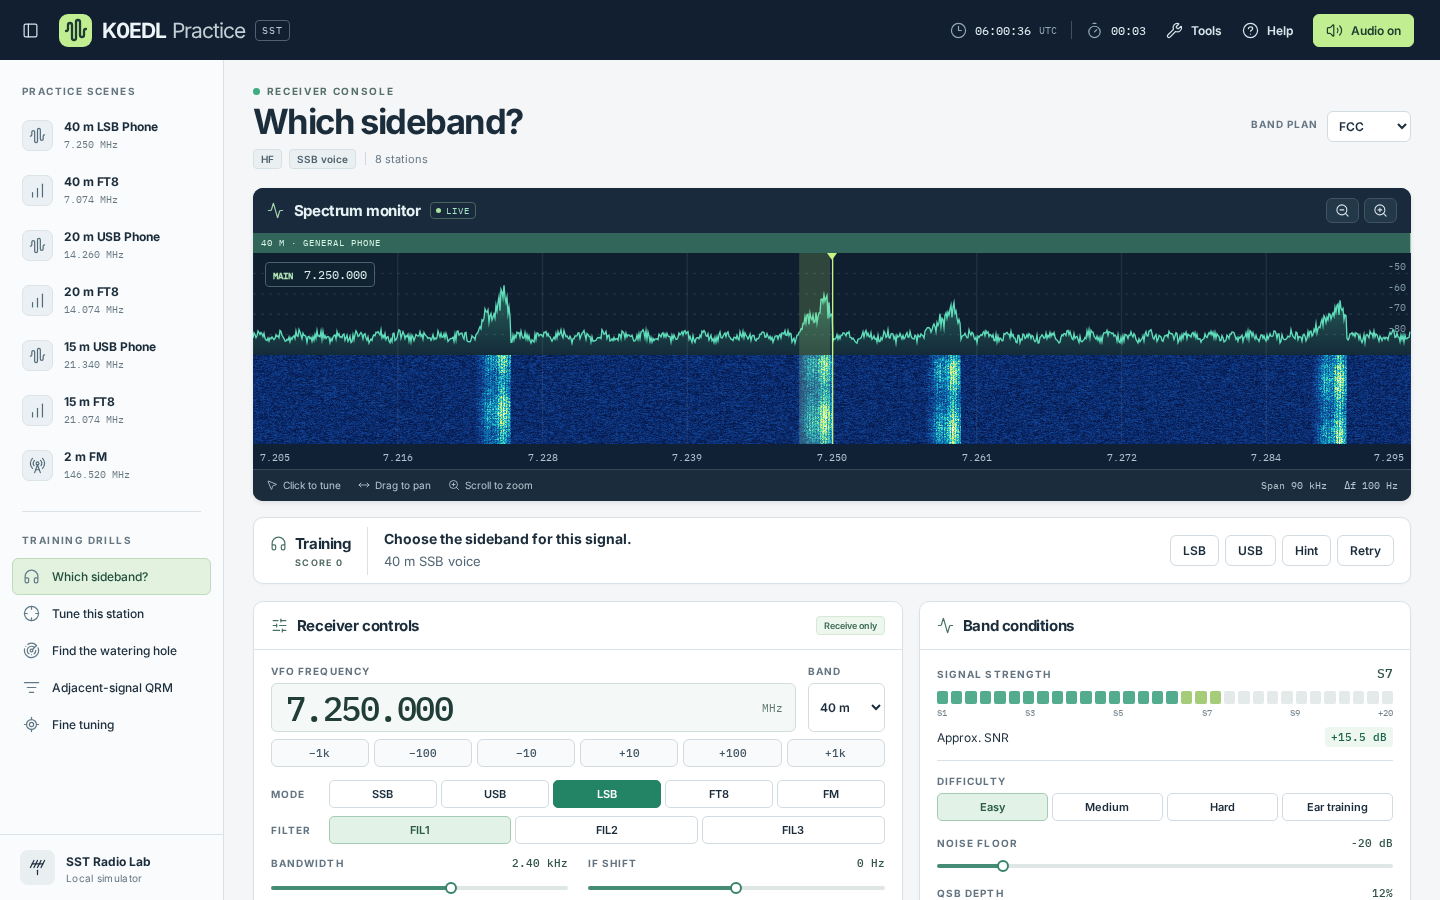 K0EDL Practice SST
06:00:36 UTC
00:03
Tools
Help
Audio on
PRACTICE SCENES
40 m LSB Phone
7.250 MHz
40 m FT8
7.074 MHz
20 m USB Phone
14.260 MHz
20 m FT8
14.074 MHz
15 m USB Phone
21.340 MHz
15 m FT8
21.074 MHz
2 m FM
146.520 MHz
TRAINING DRILLS
Which sideband?
Tune this station
Find the watering hole
Adjacent-signal QRM
Fine tuning
SST Radio Lab
Local simulator
RECEIVER CONSOLE
Which sideband?
HF SSB voice 8 stations
BAND PLAN FCC
Spectrum monitor LIVE
40 M · GENERAL PHONE
MAIN 7.250.000
-50
-60
-70
-80
7.205 7.216 7.228 7.239 7.250 7.261 7.272 7.284 7.295
Click to tune Drag to pan Scroll to zoom Span 90 kHz Δf 100 Hz
Training
SCORE 0
Choose the sideband for this signal.
40 m SSB voice
LSB USB Hint Retry
Receiver controls Receive only
VFO FREQUENCY BAND
7.250.000 MHz 40 m
−1k −100 −10 +10 +100 +1k
MODE SSB USB LSB FT8 FM
FILTER FIL1 FIL2 FIL3
BANDWIDTH 2.40 kHz IF SHIFT 0 Hz
Band conditions
SIGNAL STRENGTH S7
S1 S3 S5 S7 S9 +20
Approx. SNR +15.5 dB
DIFFICULTY
Easy Medium Hard Ear training
NOISE FLOOR -20 dB
QSB DEPTH 12%